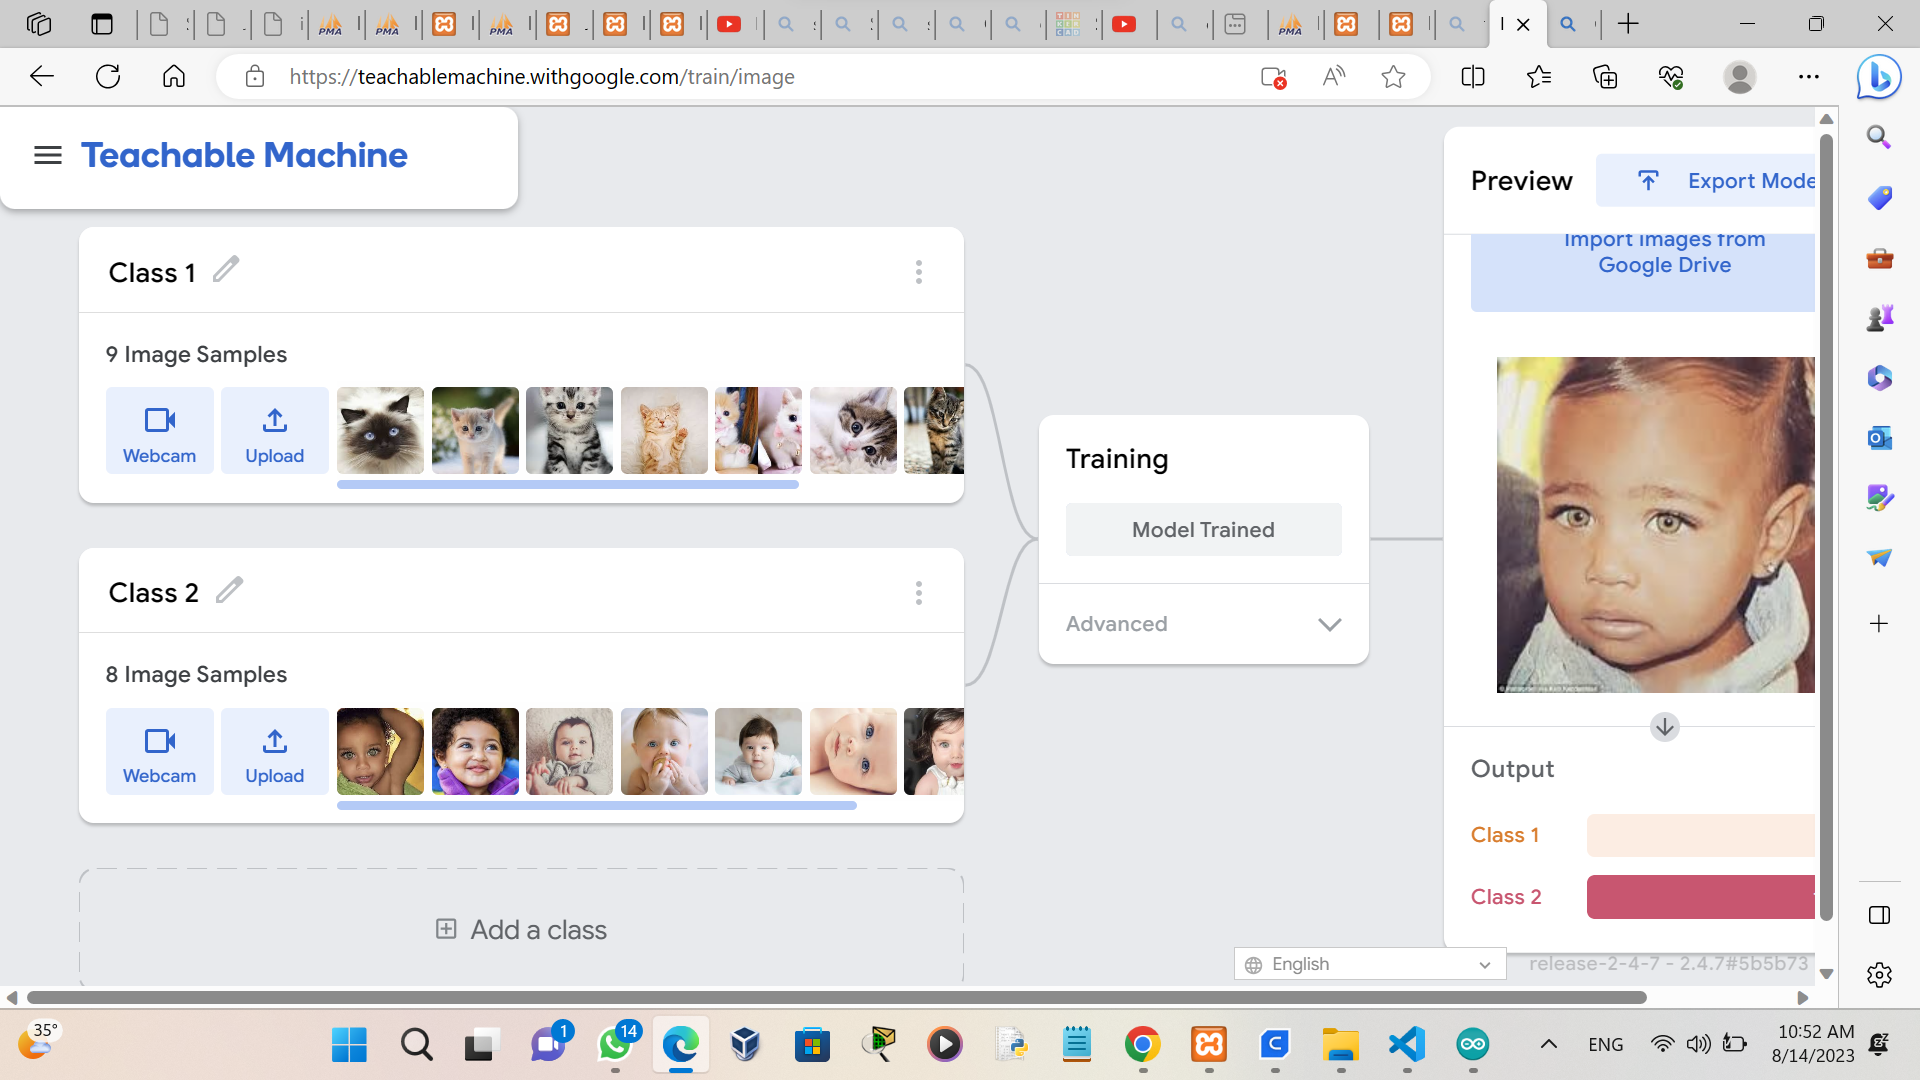 https://teachablemachine.withgoogle.com/train/image
Teachable Machine
Class 1
9 Image Samples
Webcam
Upload
Class 2
8 Image Samples
Webcam
Upload
Add a class
Training
Model Trained
Advanced
Preview
Export Mode
Import images from
Google Drive
Output
Class 1
Class 2
English
release-2-4-7 - 2.4.7#5b5b73
35°
1
14
ENG
10:52 AM
8/14/2023